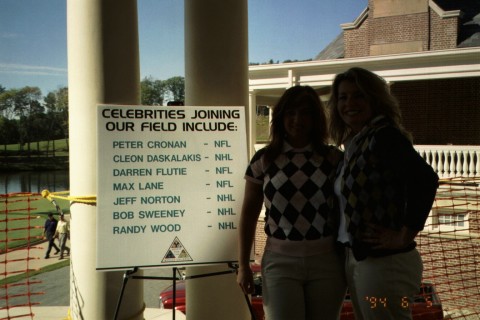 CELEBRITIES JOINING
OUR FIELD INCLUDE:
PETER CRONAN - NFL
CLEON DASKALAKIS - NHL
DARREN FLUTIE - NFL
MAX LANE - NFL
JEFF NORTON - NHL
BOB SWEENEY - NHL
RANDY WOOD - NHL
'94 6 5